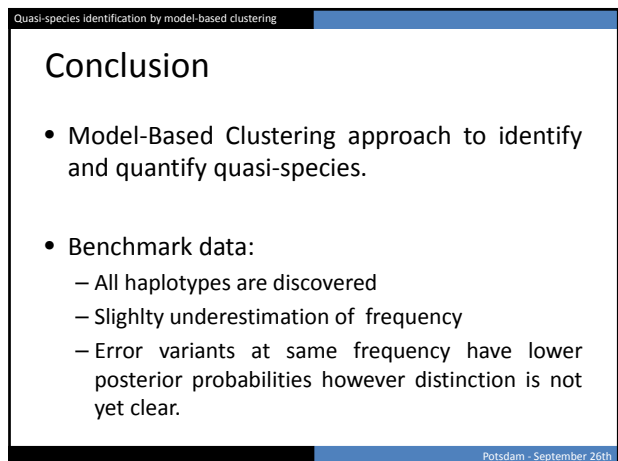 Quasi-species identification by model-based clustering
Conclusion
• Model-Based Clustering approach to identify
and quantify quasi-species.
• Benchmark data:
– All haplotypes are discovered
– Slighlty underestimation of frequency
– Error variants at same frequency have lower
posterior probabilities however distinction is not
yet clear.
Potsdam - September 26th